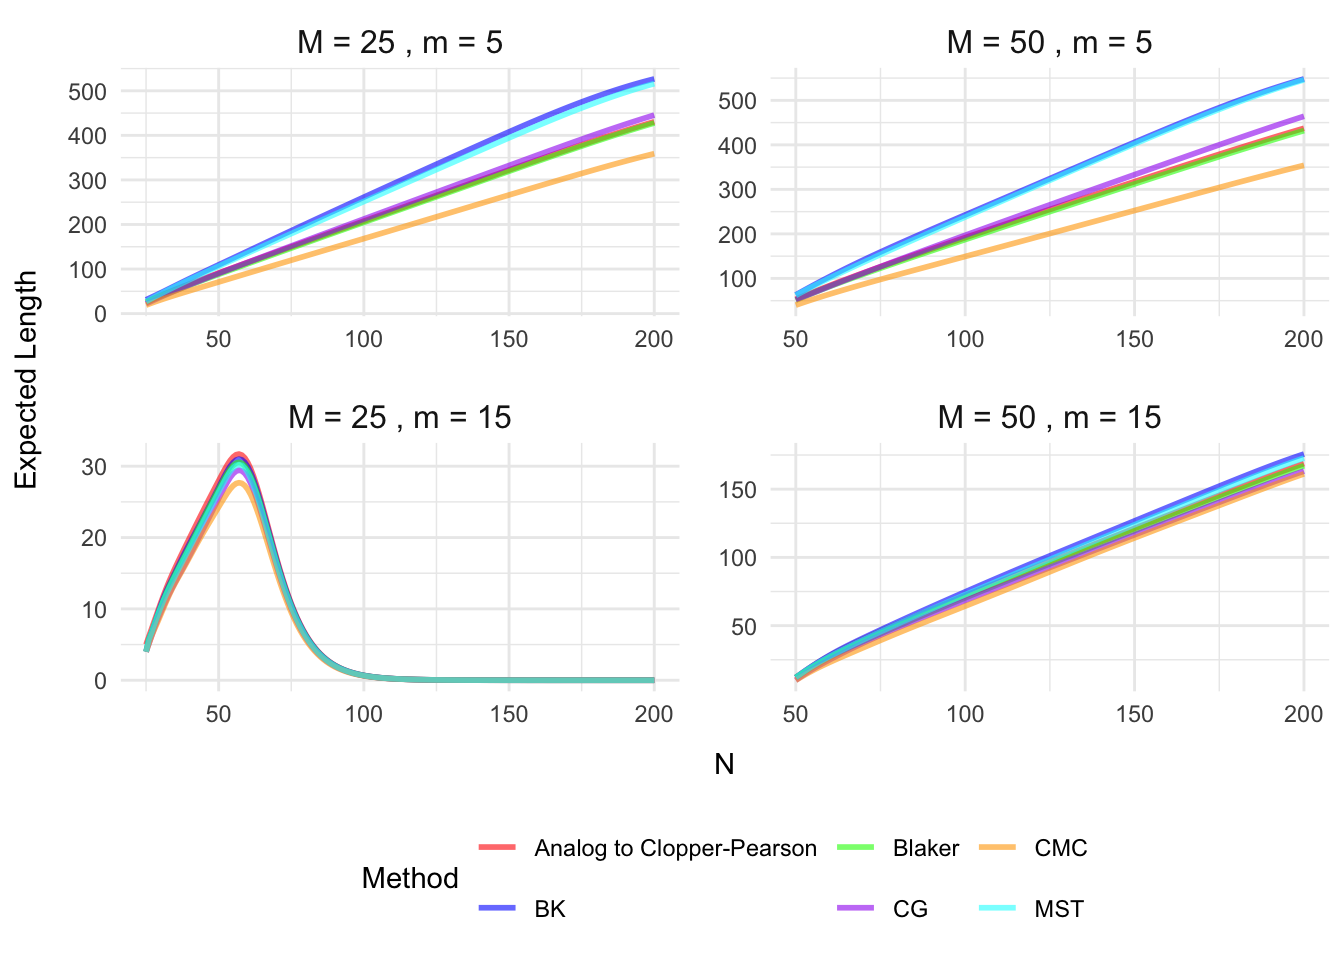 M = 25 , m = 5
M = 50 , m = 5
500
400
300
200
100
0
50 100 150 200
500
400
300
200
100
50 100 150 200
Expected Length
M = 25 , m = 15
M = 50 , m = 15
30
20
10
0
50 100 150 200
150
100
50
50 100 150 200
N
Method
Analog to Clopper-Pearson
Blaker
CMC
BK
CG
MST